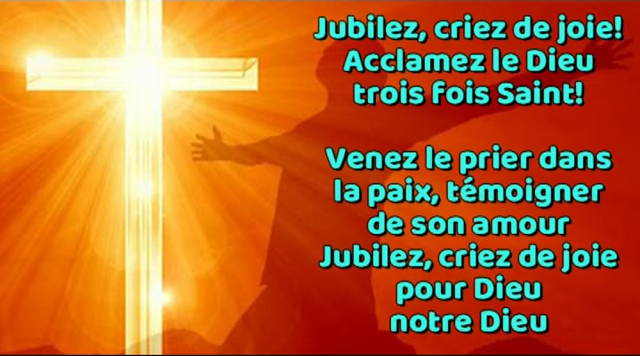 Jubilez, criez de joie!
Acclamez le Dieu
trois fois Saint!
Venez le prier dans
la paix, témoigner
de son amour
Jubilez, criez de joie
pour Dieu
notre Dieu